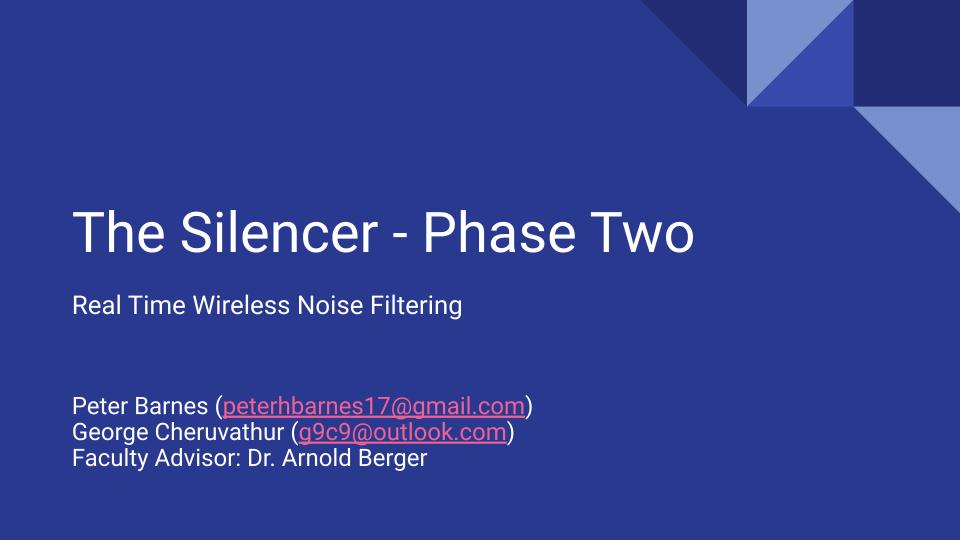 The Silencer - Phase Two
Real Time Wireless Noise Filtering
Peter Barnes (peterhbarnes17@gmail.com)
George Cheruvathur (g9c9@outlook.com)
Faculty Advisor: Dr. Arnold Berger